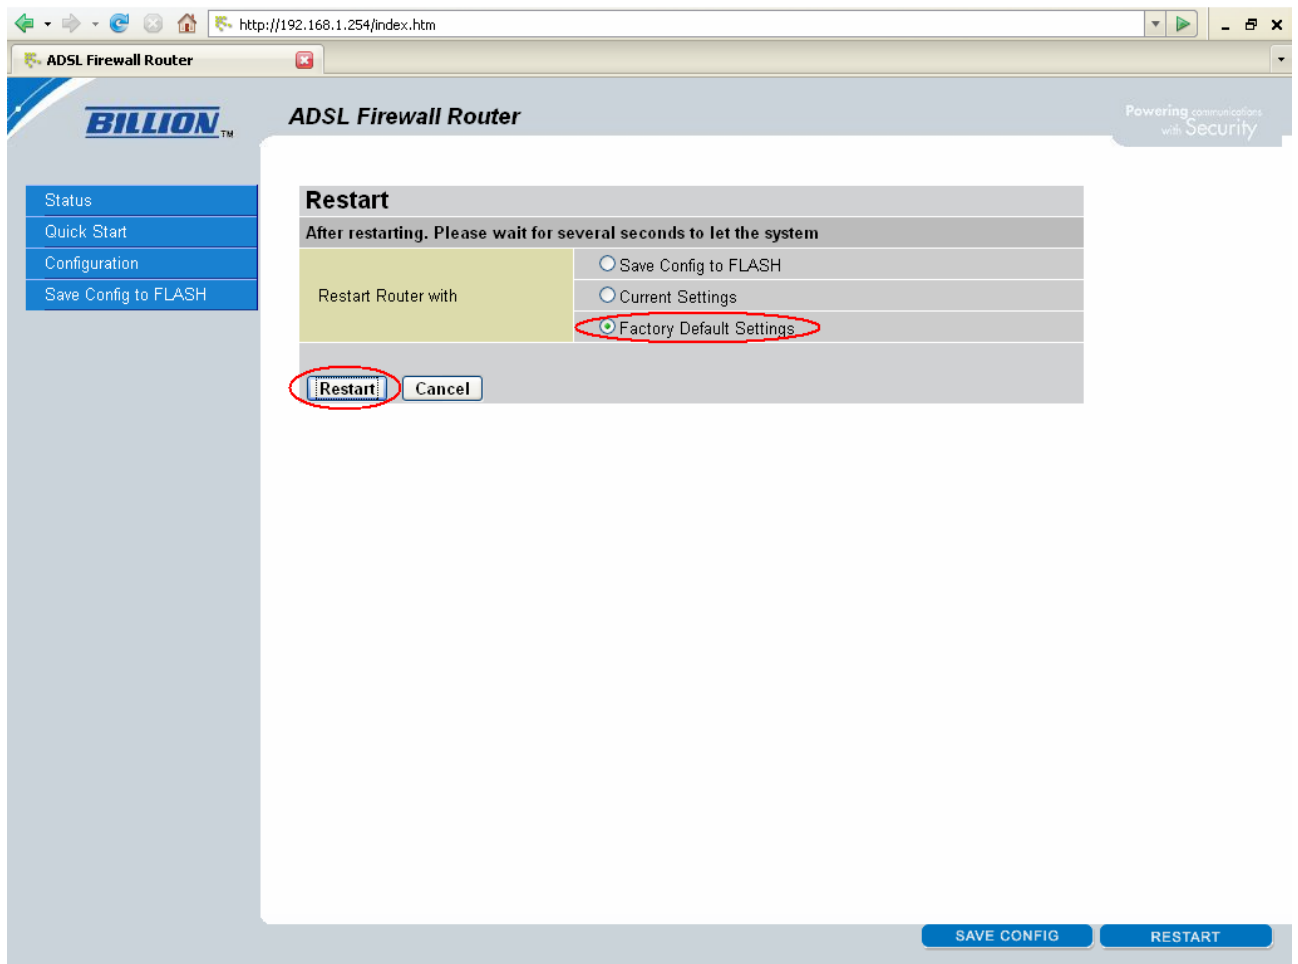 http://192.168.1.254/index.htm
ADSL Firewall Router
BILLION TM
ADSL Firewall Router
Powering communications
with Security
Status
Quick Start
Configuration
Save Config to FLASH
Restart
After restarting. Please wait for several seconds to let the system
Restart Router with
Save Config to FLASH
Current Settings
Factory Default Settings
Restart
Cancel
SAVE CONFIG
RESTART